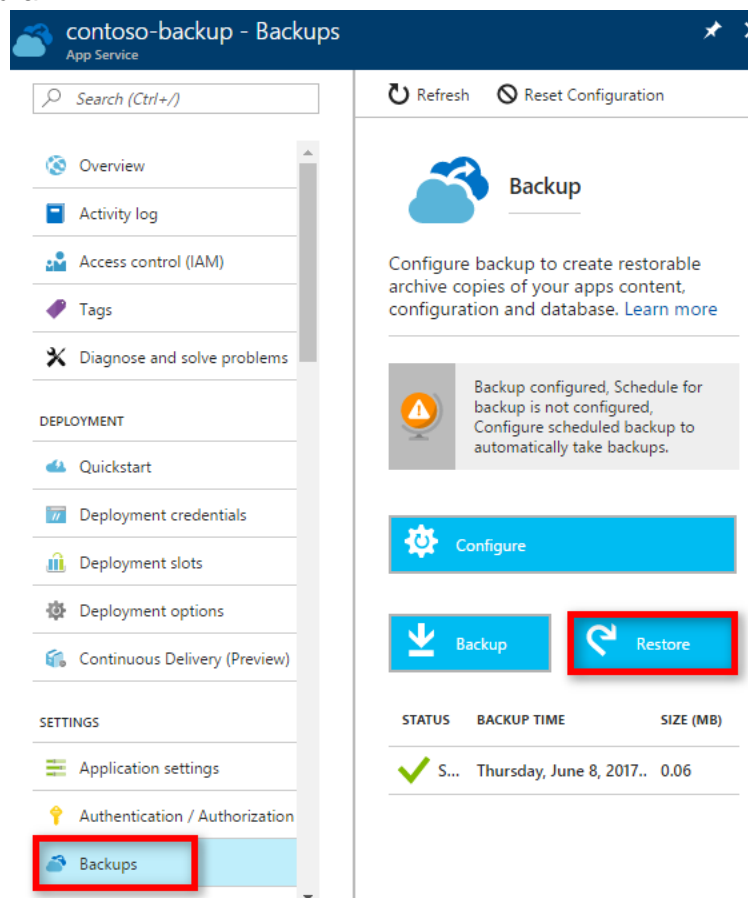 contoso-backup - Backups
App Service
Search (Ctrl+/)
Overview
Activity log
Access control (IAM)
Tags
Diagnose and solve problems
DEPLOYMENT
Quickstart
Deployment credentials
Deployment slots
Deployment options
Continuous Delivery (Preview)
SETTINGS
Application settings
Authentication / Authorization
Backups
Refresh
Reset Configuration
Backup
Configure backup to create restorable
archive copies of your apps content,
configuration and database. Learn more
Backup configured, Schedule for
backup is not configured,
Configure scheduled backup to
automatically take backups.
Configure
Backup
Restore
STATUS BACKUP TIME SIZE (MB)
S... Thursday, June 8, 2017.. 0.06